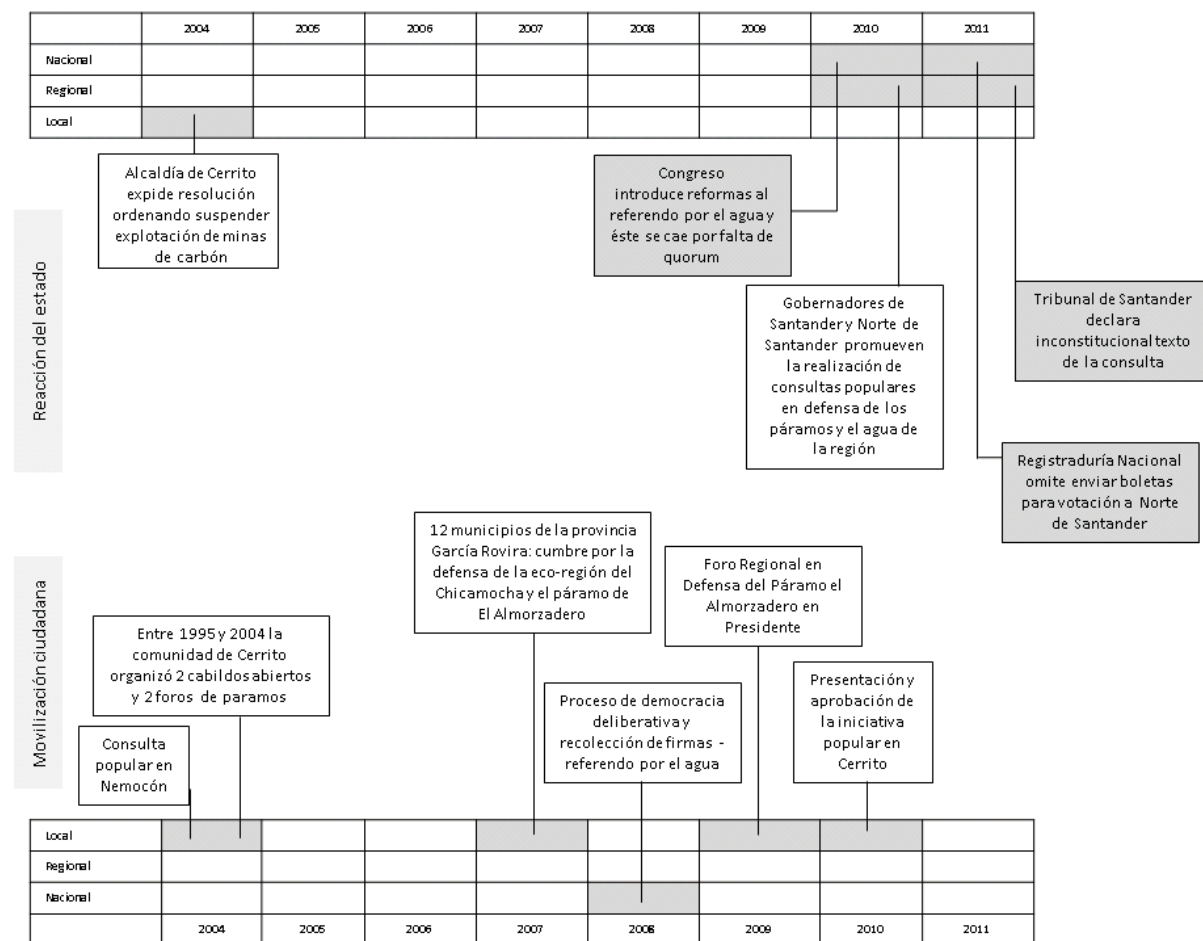 2004 2005 2006 2007 2008 2009 2010 2011
Nacional
Regional
Local
Alcaldía de Cerrito
expide resolución
ordenando suspender
explotación de minas
de carbón
Congreso
introduce reformas al
referendo por el agua y
éste se cae por falta de
quorum
Gobernadores de
Santander y Norte de
Santander promueven
la realización de
consultas populares
en defensa de los
páramos y el agua de
la región
Tribunal de Santander
declara
inconstitucional texto
de la consulta
Registraduría Nacional
omite enviar boletas
para votación a Norte
de Santander
Reacción del estado
Movilización ciudadana
Consulta
popular en
Nemocón
Entre 1995 y 2004 la
comunidad de Cerrito
organizó 2 cabildos abiertos
y 2 foros de paramos
12 municipios de la provincia
García Rovira: cumbre por la
defensa de la eco-región del
Chicamocha y el páramo de
El Almorzadero
Proceso de democracia
deliberativa y
recolección de firmas -
referendo por el agua
Foro Regional en
Defensa del Páramo el
Almorzadero en
Presidente
Presentación y
aprobación de
la iniciativa
popular en
Cerrito
Local
Regional
Nacional
2004 2005 2006 2007 2008 2009 2010 2011